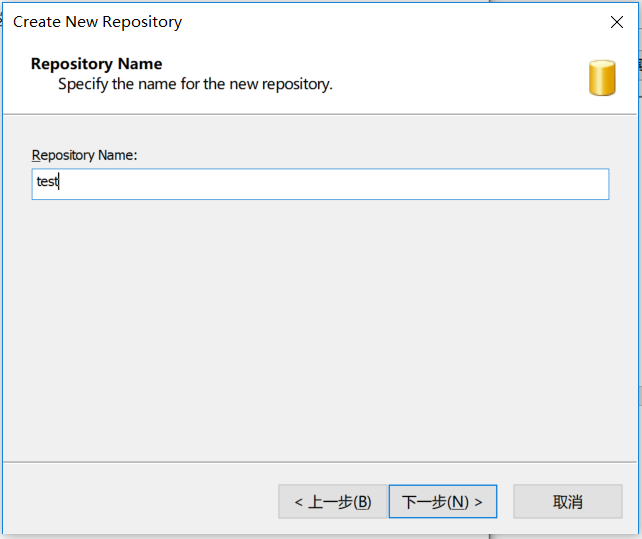 Create New Repository
Repository Name
Specify the name for the new repository.
Repository Name:
test
< 上一步(B)
下一步(N) >
取消